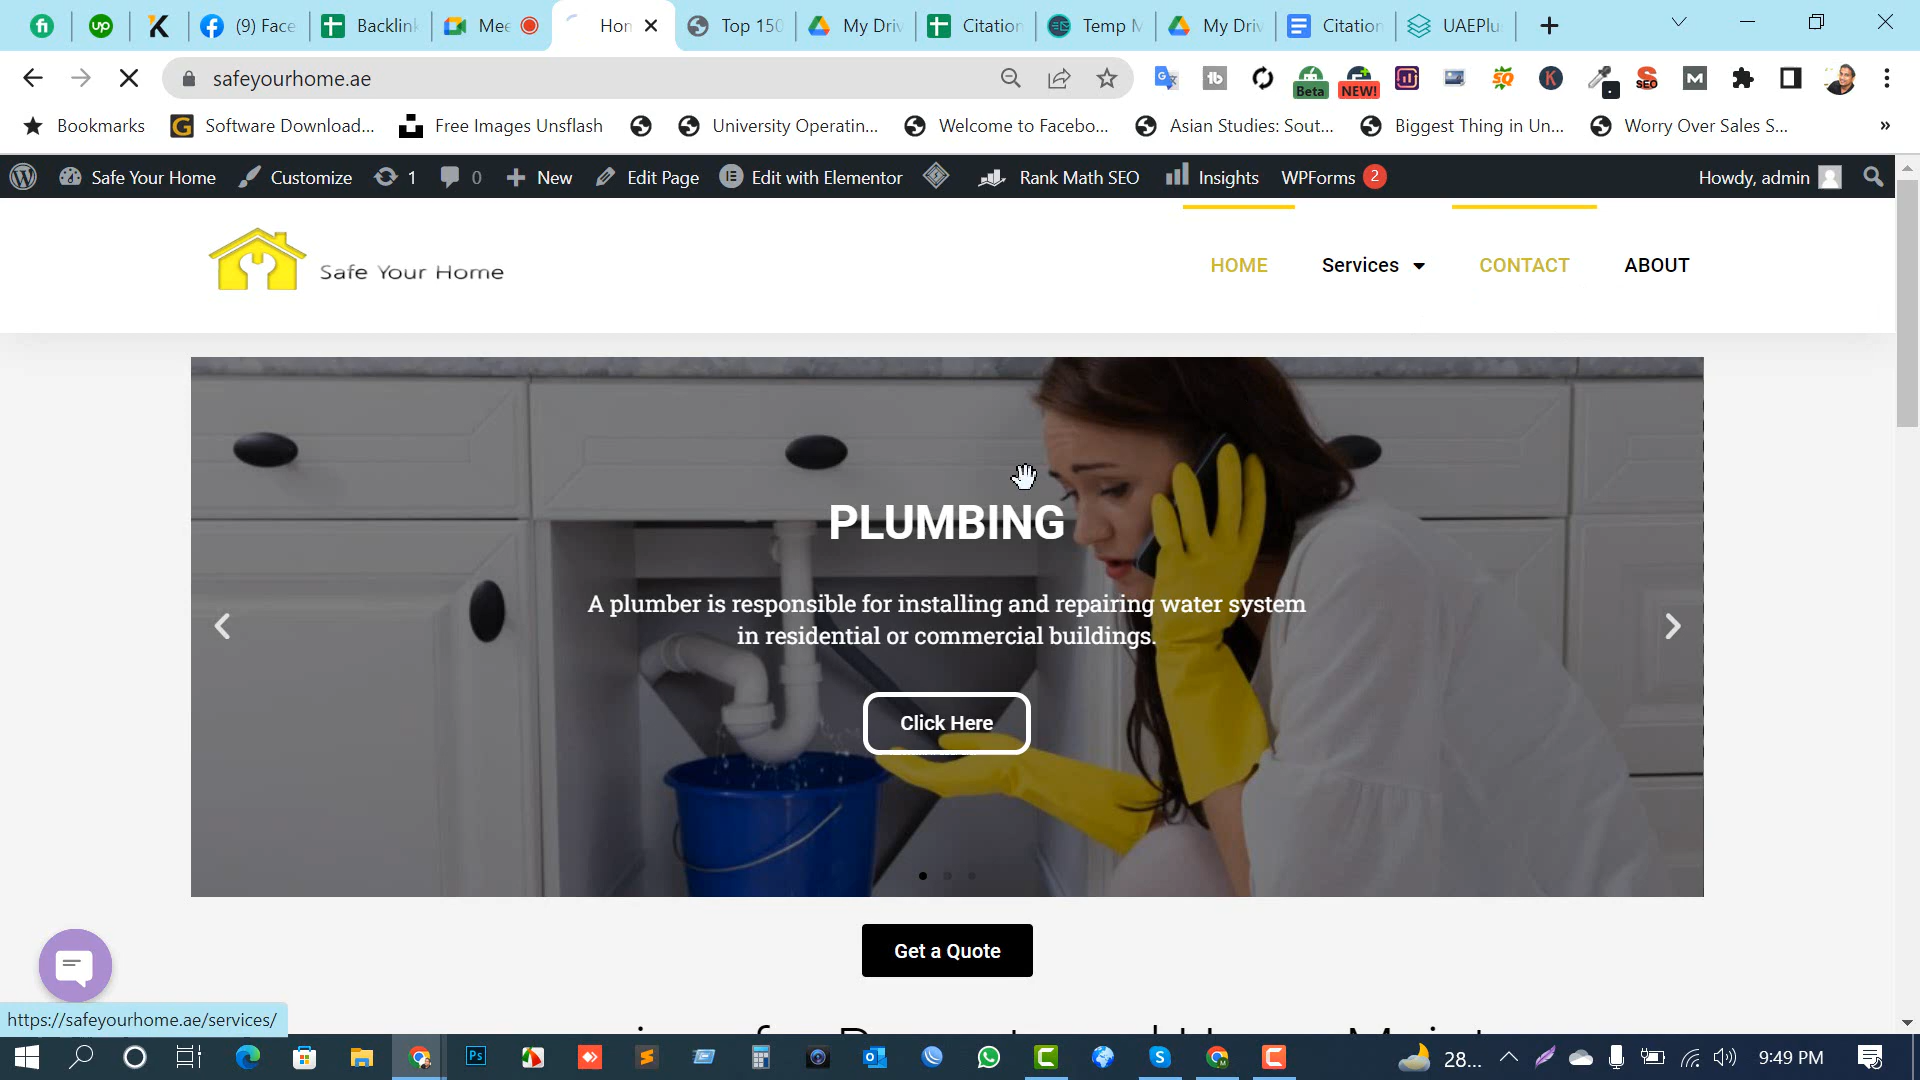 (9) Face
Backlink
Mee
Hom
Top 150
My Driv
Citation
Temp M
My Driv
Citation
UAEPlu
safeyourhome.ae
Beta
NEW!
SEO
Bookmarks
Software Download...
Free Images Unsflash
University Operatin...
Welcome to Facebo...
Asian Studies: Sout...
Biggest Thing in Un...
Worry Over Sales S...
»
Safe Your Home
Customize
1
0
New
Edit Page
Edit with Elementor
Rank Math SEO
Insights
WPForms 2
Howdy, admin
Safe Your Home
HOME
Services
CONTACT
ABOUT
PLUMBING
A plumber is responsible for installing and repairing water system
in residential or commercial buildings.
Click Here
Get a Quote
https://safeyourhome.ae/services/
28...
9:49 PM